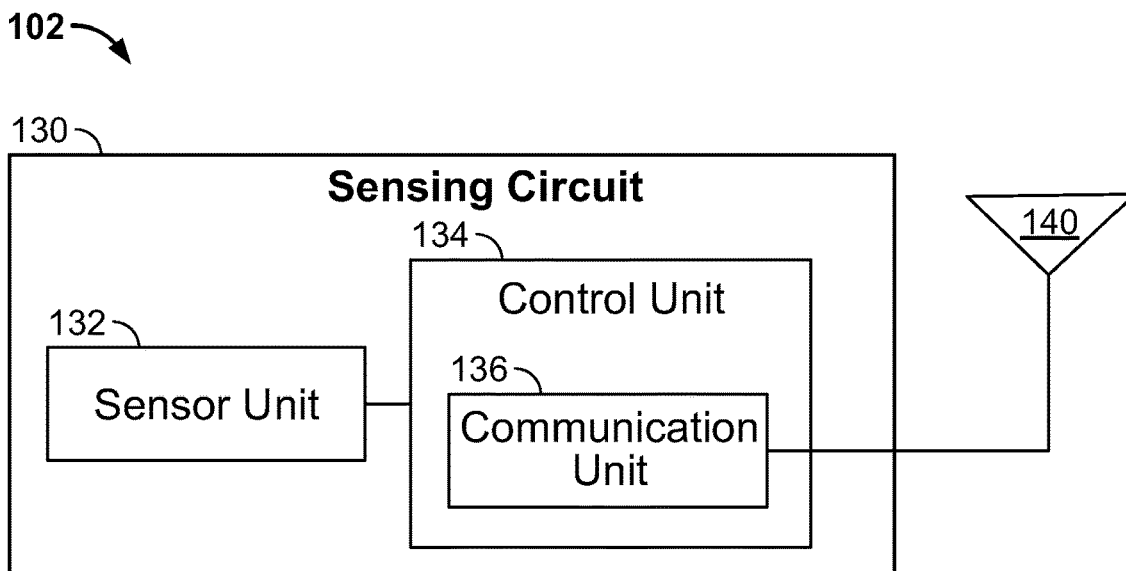 102
130
Sensing Circuit
134
140
Control Unit
132
136
Sensor Unit
Communication
Unit